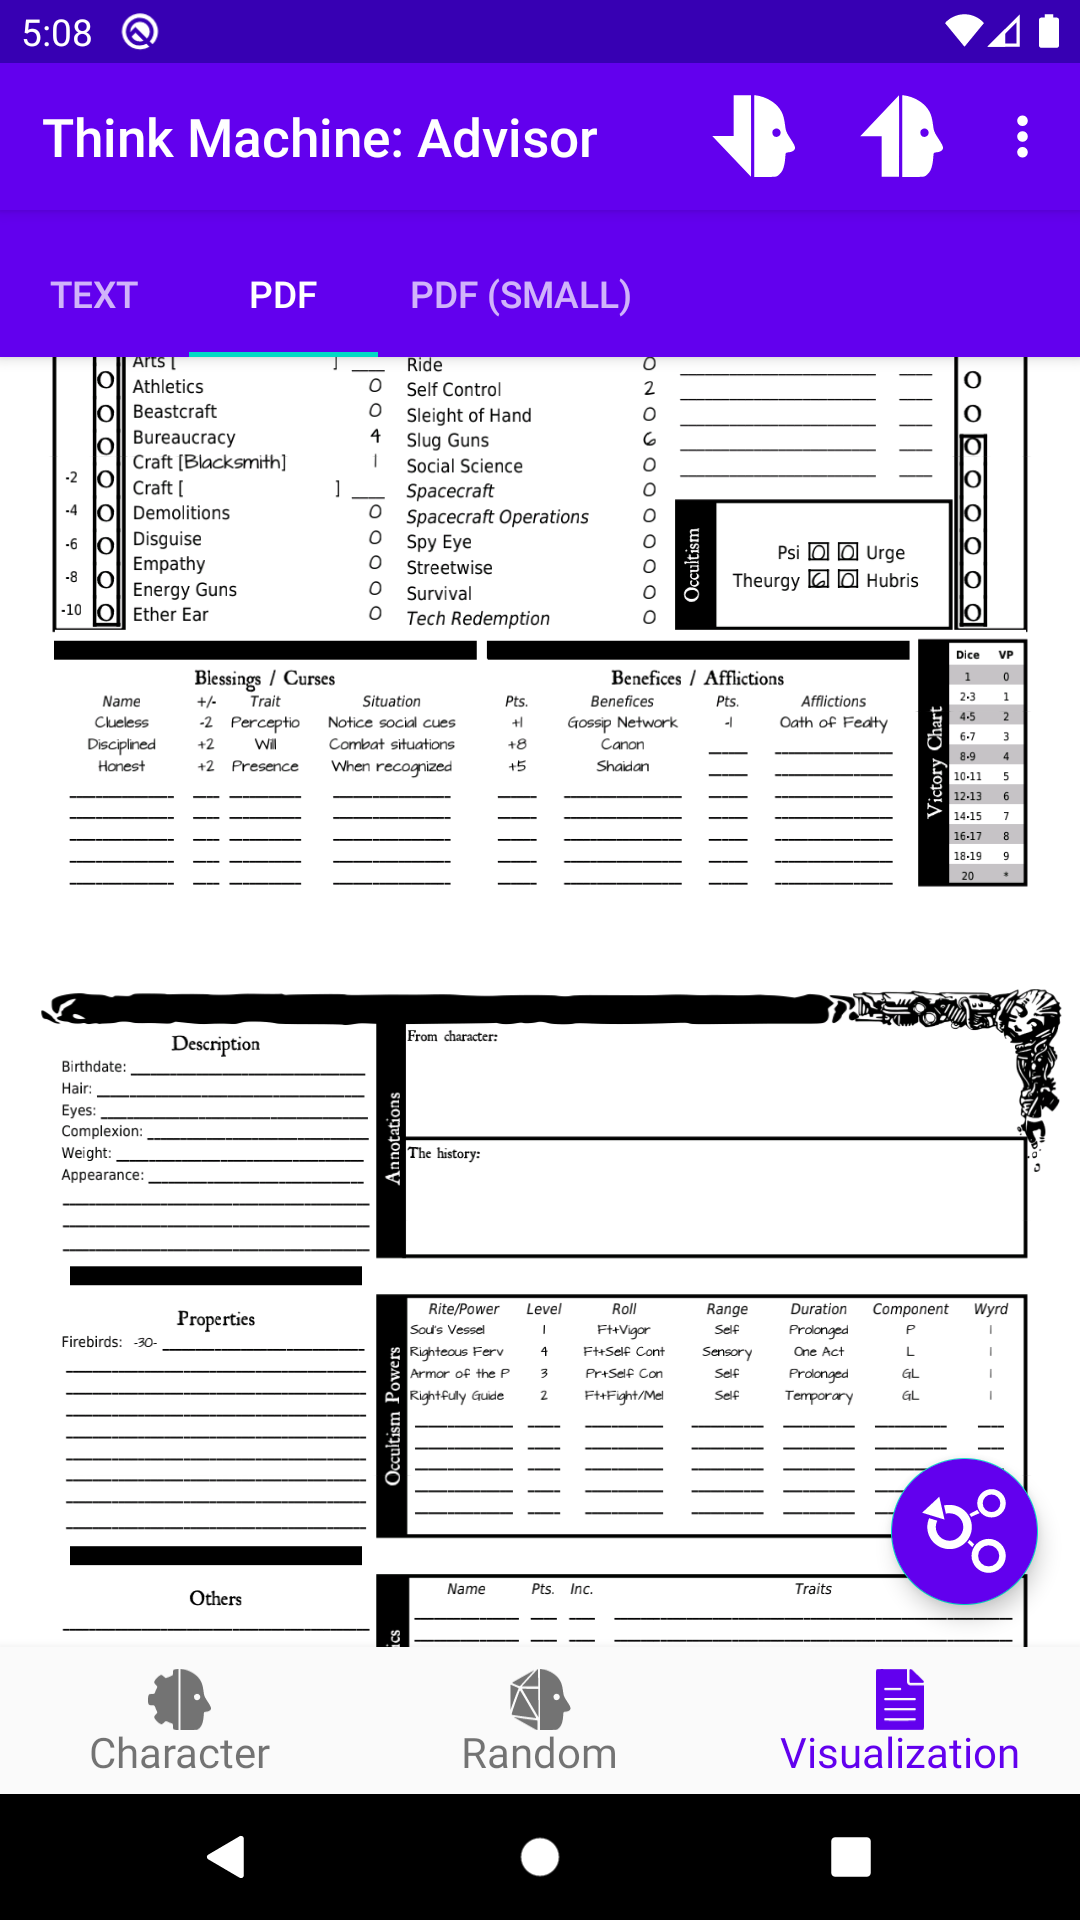 5:08
Think Machine: Advisor
TEXT PDF PDF (SMALL)
Arts [ ] ____ Ride 0
Athletics 0 Self Control 2
Beastcraft 0 Sleight of Hand 0
Bureaucracy 4 Slug Guns 6
Craft [Blacksmith] 1 Social Science 0
-2 Craft [ ] ____ Spacecraft 0
-4 Demolitions 0 Spacecraft Operations 0
-6 Disguise 0 Spy Eye 0
-8 Empathy 0 Streetwise 0
Energy Guns 0 Survival 0
-10 Ether Ear 0 Tech Redemption 0
Occultism
Psi 0 0 Urge
Theurgy 6 0 Hubris
Blessings / Curses
Name +/- Trait Situation
Clueless -2 Perceptio Notice social cues
Disciplined +2 Will Combat situations
Honest +2 Presence When recognized
Benefices / Afflictions
Pts. Benefices Pts. Afflictions
+1 Gossip Network -1 Oath of Fealty
+8 Canon
+5 Shaidan
Victory Chart
Dice VP
1 0
2-3 1
4-5 2
6-7 3
8-9 4
10-11 5
12-13 6
14-15 7
16-17 8
18-19 9
20 *
Description
Birthdate:
Hair:
Eyes:
Complexion:
Weight:
Appearance:
Annotations
From character:
The history:
Properties
Firebirds: -30-
Occultism Powers
Rite/Power Level Roll Range Duration Component Wyrd
Soul's Vessel 1 Ft+Vigor Self Prolonged P 1
Righteous Ferv 4 Ft+Self Cont Sensory One Act L 1
Armor of the P 3 Pr+Self Con Self Prolonged GL 1
Rightfully Guide 2 Ft+Fight/Mel Self Temporary GL 1
Others
Name Pts. Inc. Traits
ics
Character Random Visualization